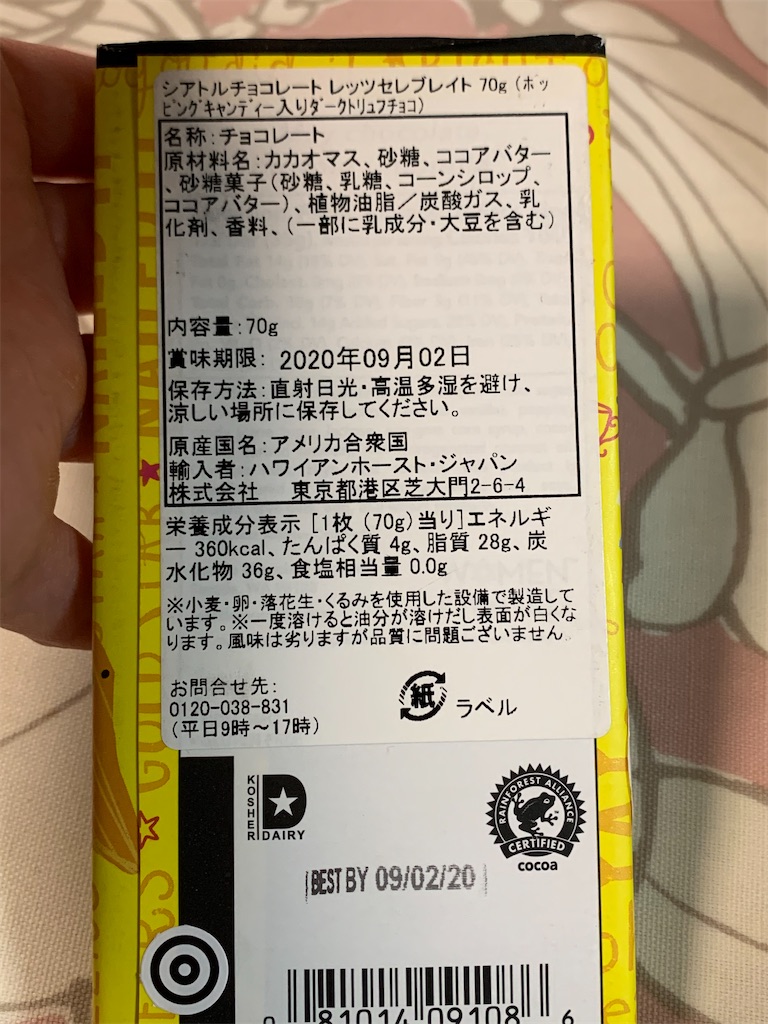 シアトルチョコレート レッツセレブレイト 70g (ポッ
ピングキャンディー入りダークトリュフチョコ)
名称:チョコレート
原材料名:カカオマス、砂糖、ココアバター
、砂糖菓子(砂糖、乳糖、コーンシロップ、
ココアバター)、植物油脂/炭酸ガス、乳
化剤、香料、(一部に乳成分・大豆を含む)
内容量:70g
賞味期限: 2020年09月02日
保存方法:直射日光・高温多湿を避け、
涼しい場所に保存してください。
原産国名:アメリカ合衆国
輸入者:ハワイアンホースト・ジャパン
株式会社 東京都港区芝大門2-6-4
栄養成分表示 [1枚 (70g)当り]エネルギ
ー 360kcal、たんぱく質 4g、脂質 28g、炭
水化物 36g、食塩相当量 0.0g
※小麦・卵・落花生・くるみを使用した設備で製造して
います。※一度溶けると油分が溶けだし表面が白くな
ります。風味は劣りますが品質に問題ございません。
お問合せ先:
0120-038-831
(平日9時~17時)
紙 ラベル
KOSHER
D
DAIRY
RAINFOREST ALLIANCE
CERTIFIED
cocoa
BEST BY 09/02/20
0 81014 09108 6